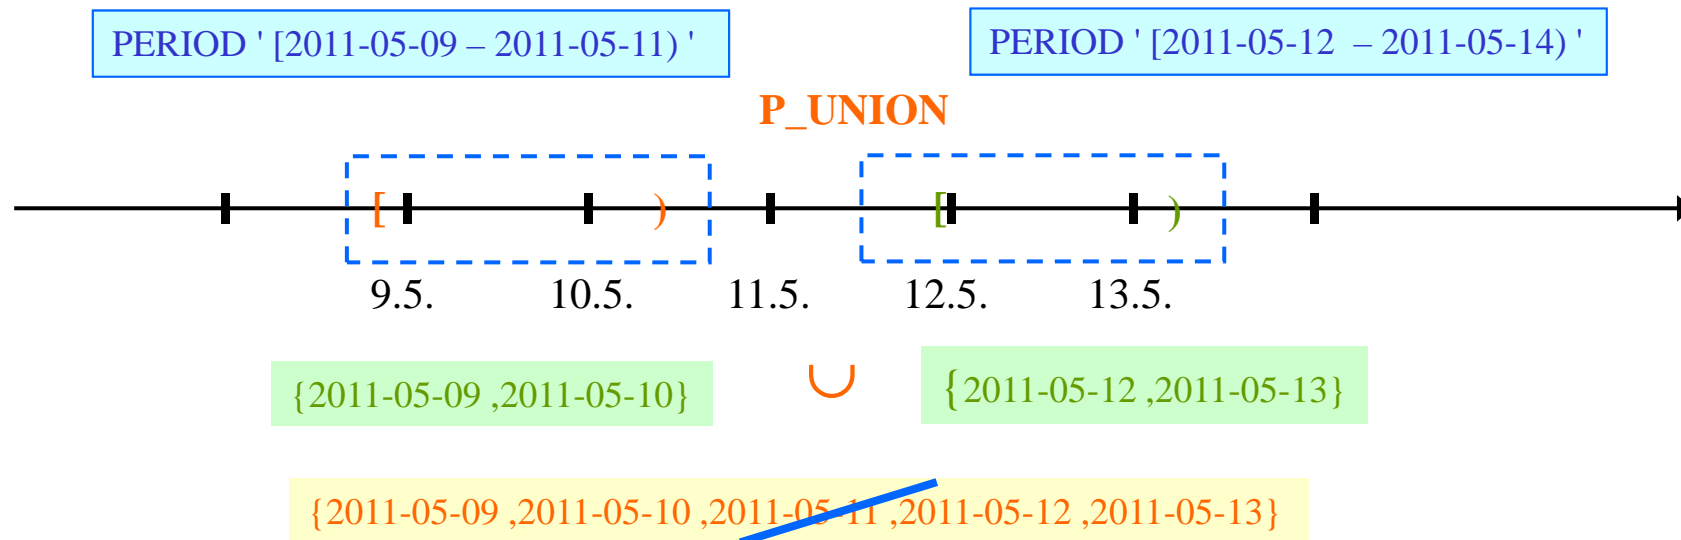 PERIOD ' [2011-05-09 – 2011-05-11) '
PERIOD ' [2011-05-12 – 2011-05-14) '
P_UNION
[ ) [ )
9.5. 10.5. 11.5. 12.5. 13.5.
{2011-05-09 ,2011-05-10} ∪ {2011-05-12 ,2011-05-13}
{2011-05-09 ,2011-05-10 ,2011-05-11 ,2011-05-12 ,2011-05-13}